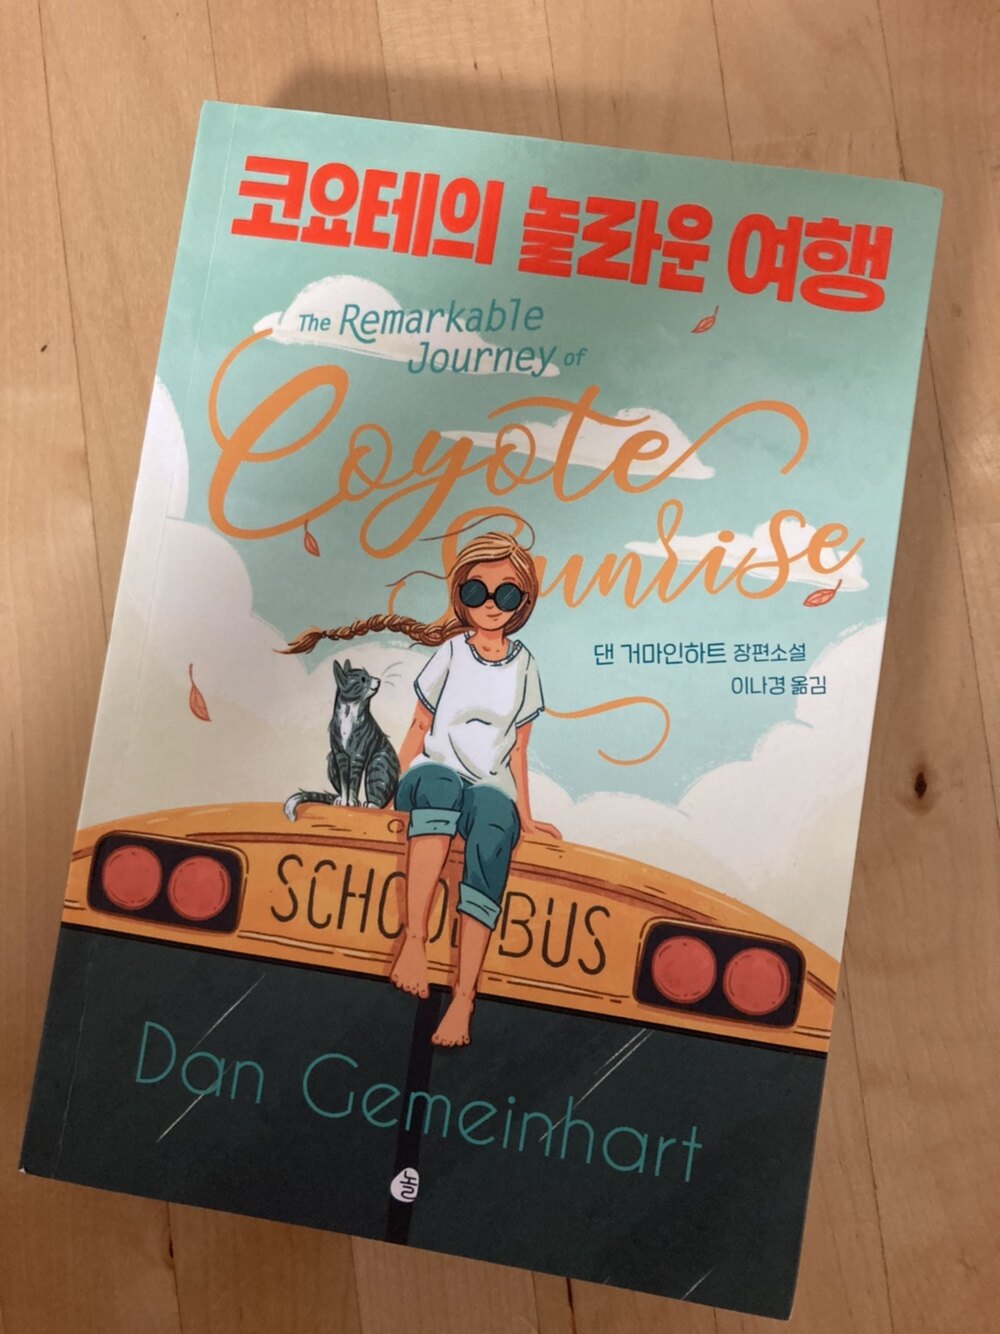 코요테의 놀라운 여행
The Remarkable
Journey of
Coyote
Sunrise
댄 거마인하트 장편소설
이나경 옮김
SCHOOL BUS
Dan Gemeinhart
놀